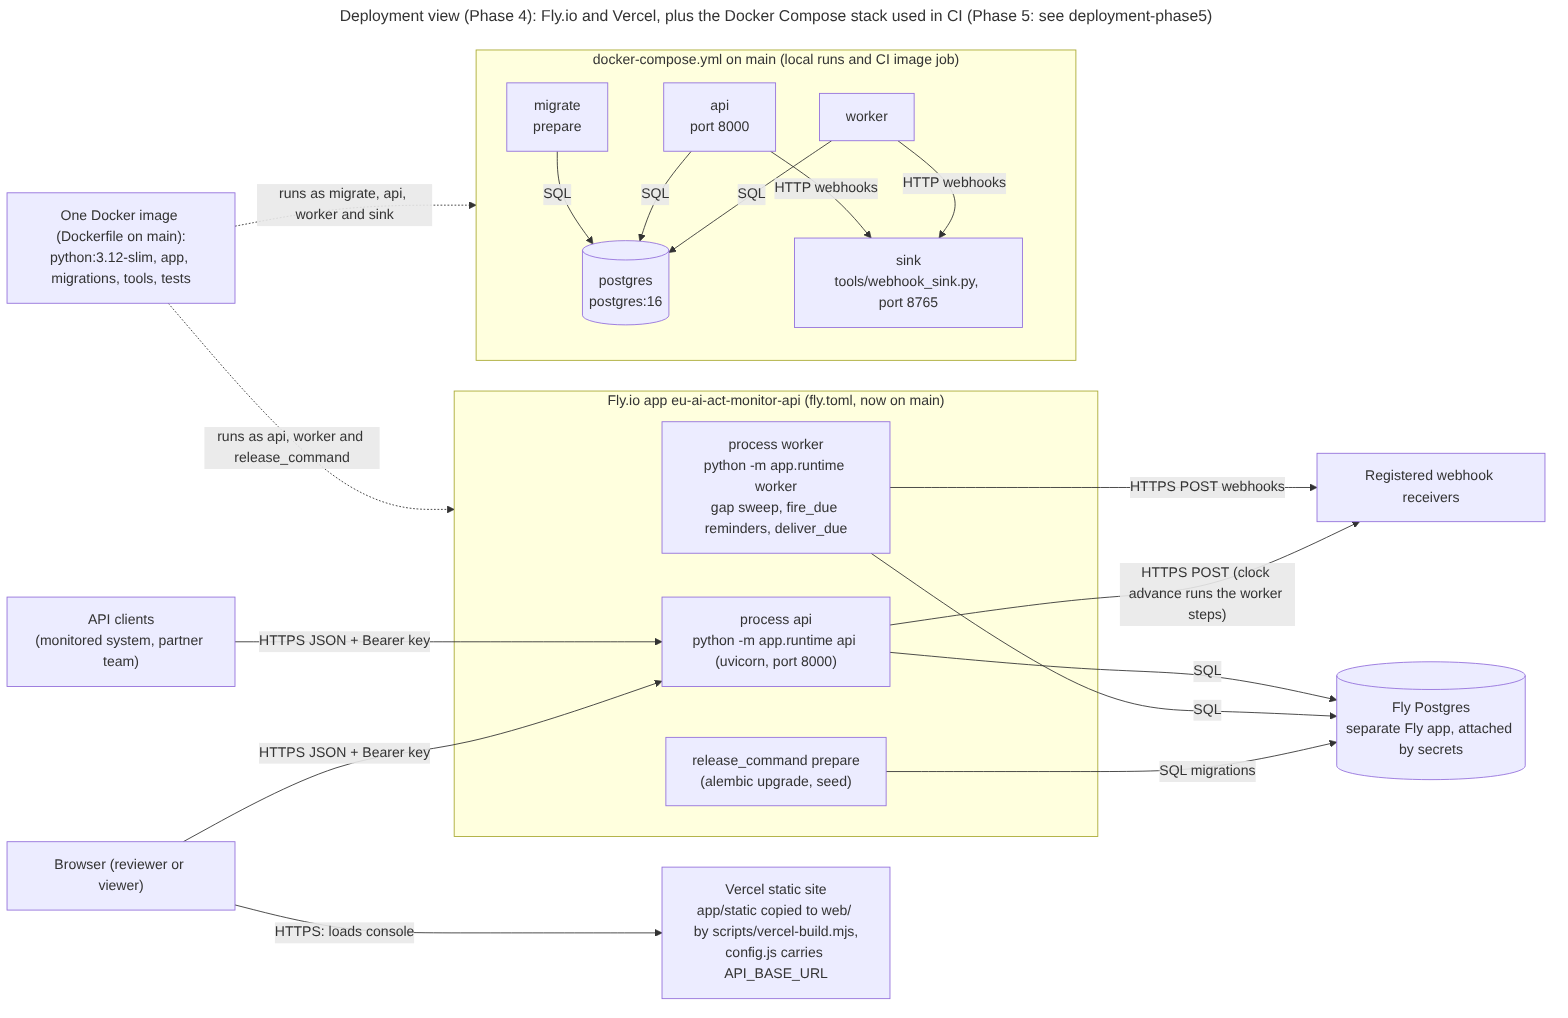 Deployment view (Phase 4): Fly.io and Vercel, plus the Docker Compose stack used in CI (Phase 5: see deployment-phase5)
docker-compose.yml on main (local runs and CI image job)
migrate
prepare
api
port 8000
worker
SQL
SQL
SQL
HTTP webhooks
HTTP webhooks
postgres
postgres:16
sink
tools/webhook_sink.py,
port 8765
One Docker image
(Dockerfile on main):
python:3.12-slim, app,
migrations, tools, tests
runs as migrate, api,
worker and sink
runs as api, worker and
release_command
Fly.io app eu-ai-act-monitor-api (fly.toml, now on main)
process worker
python -m app.runtime
worker
gap sweep, fire_due
reminders, deliver_due
HTTPS POST webhooks
Registered webhook
receivers
API clients
(monitored system, partner
team)
HTTPS JSON + Bearer key
process api
python -m app.runtime api
(uvicorn, port 8000)
HTTPS POST (clock
advance runs the worker
steps)
SQL
SQL
Fly Postgres
separate Fly app, attached
by secrets
HTTPS JSON + Bearer key
release_command prepare
(alembic upgrade, seed)
SQL migrations
Browser (reviewer or
viewer)
HTTPS: loads console
Vercel static site
app/static copied to web/
by scripts/vercel-build.mjs,
config.js carries
API_BASE_URL